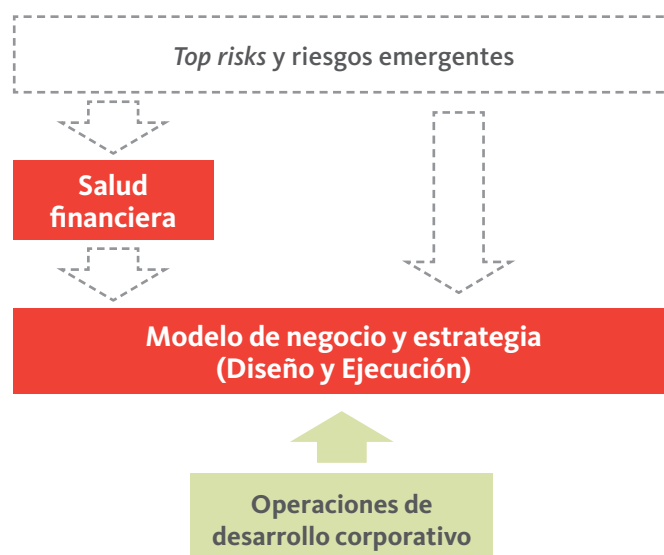 Top risks y riesgos emergentes
Salud
financiera
Modelo de negocio y estrategia
(Diseño y Ejecución)
Operaciones de
desarrollo corporativo